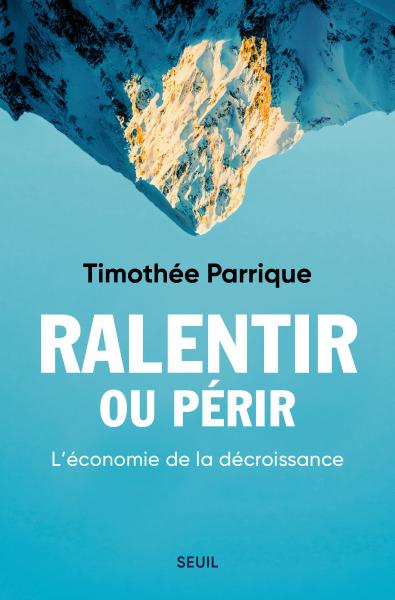 Timothée Parrique
RALENTIR
OU PÉRIR
L'économie de la décroissance
SEUIL